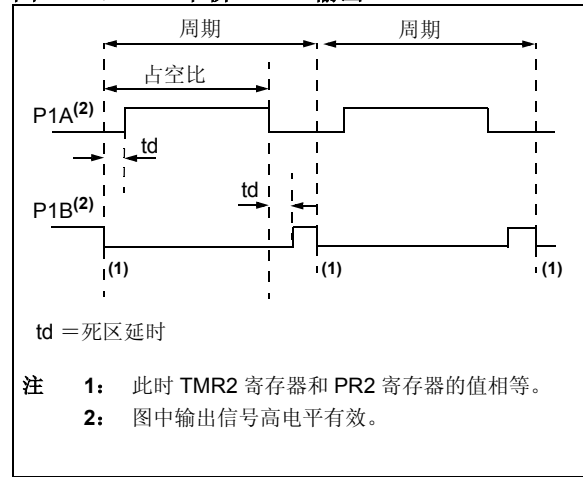 周期 周期
占空比
P1A(2)
td
td
P1B(2)
(1) (1) (1)
td ＝死区延时
注 1： 此时 TMR2 寄存器和 PR2 寄存器的值相等。
2： 图中输出信号高电平有效。